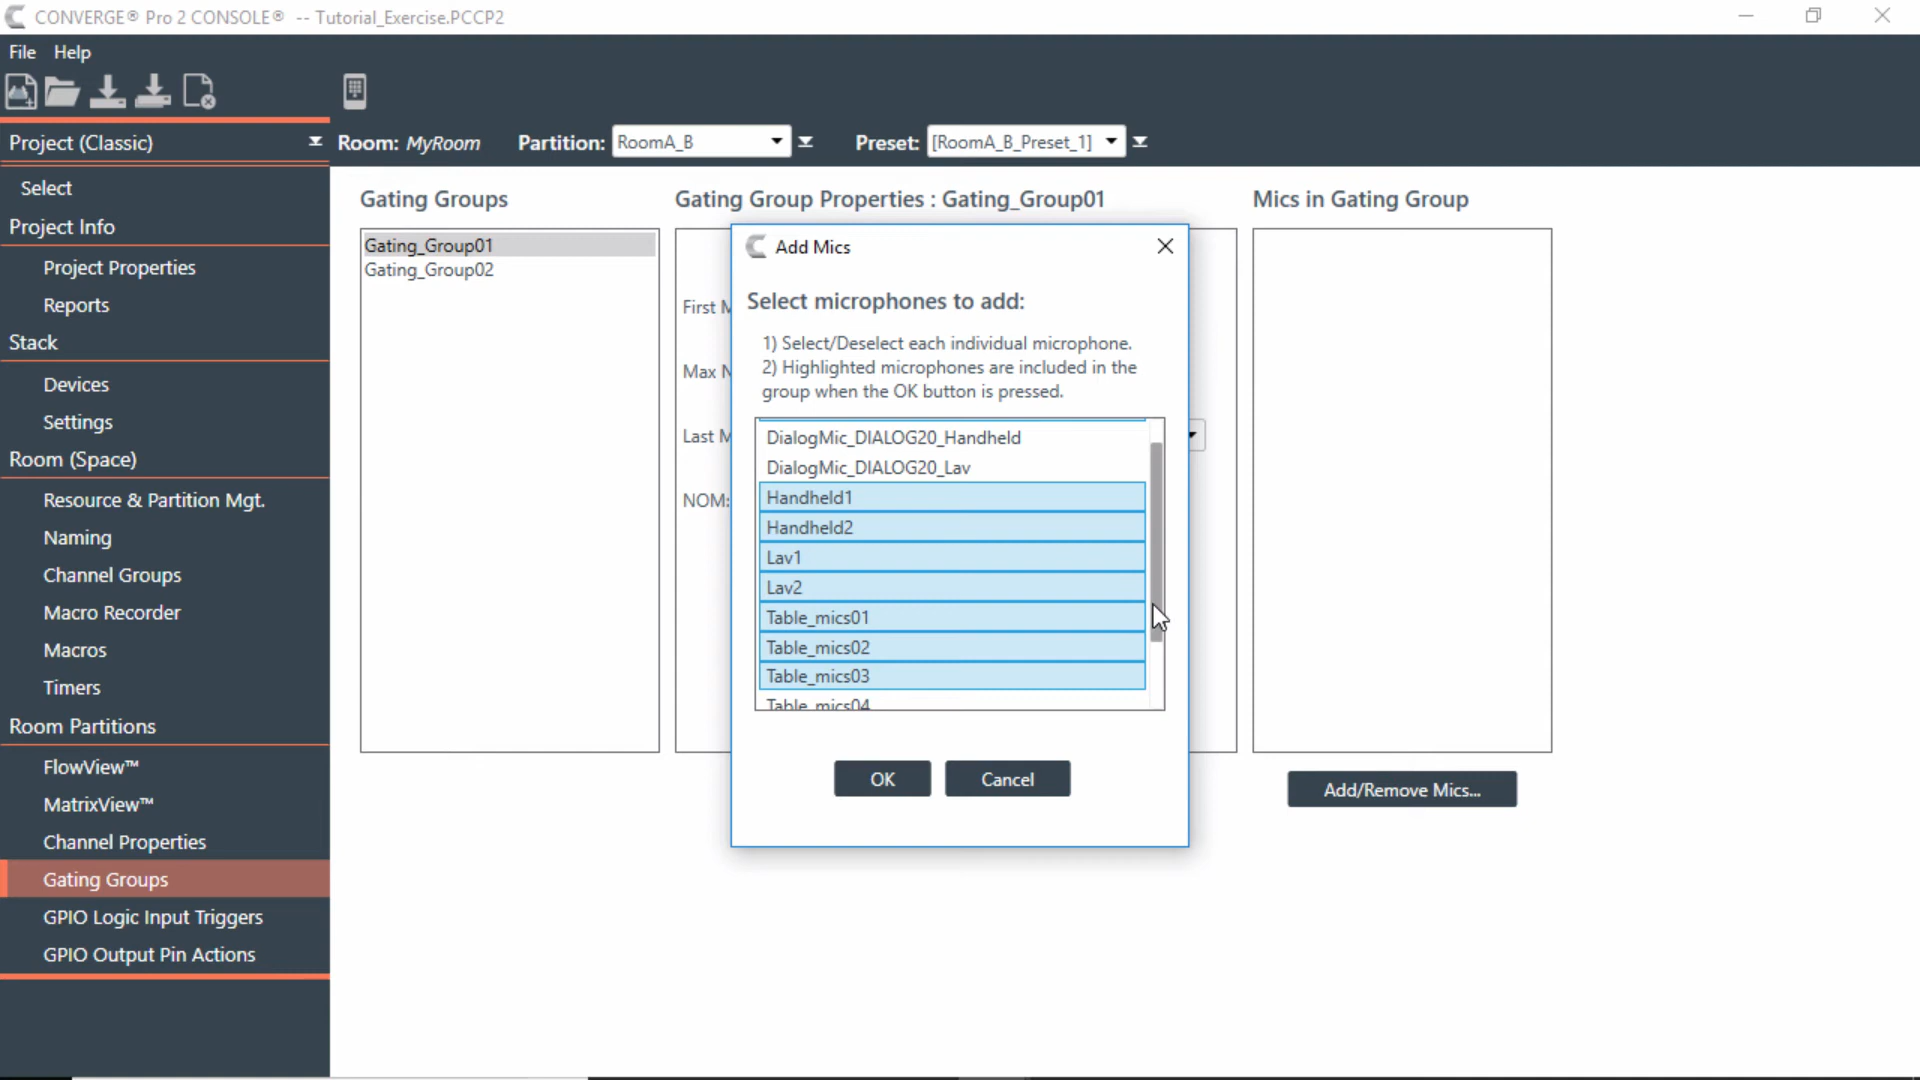 CONVERGE® Pro 2 CONSOLE® -- Tutorial_Exercise.PCCP2
File Help
Project (Classic)
Room: MyRoom Partition: RoomA_B Preset: [RoomA_B_Preset_1]
Select
Project Info
Project Properties
Reports
Stack
Devices
Settings
Room (Space)
Resource & Partition Mgt.
Naming
Channel Groups
Macro Recorder
Macros
Timers
Room Partitions
FlowView™
MatrixView™
Channel Properties
Gating Groups
GPIO Logic Input Triggers
GPIO Output Pin Actions
Gating Groups
Gating_Group01
Gating_Group02
Gating Group Properties : Gating_Group01
First
Max
Last
NOM:
Add Mics
Select microphones to add:
1) Select/Deselect each individual microphone.
2) Highlighted microphones are included in the
group when the OK button is pressed.
DialogMic_DIALOG20_Handheld
DialogMic_DIALOG20_Lav
Handheld1
Handheld2
Lav1
Lav2
Table_mics01
Table_mics02
Table_mics03
Table_mics04
OK Cancel
Mics in Gating Group
Add/Remove Mics...